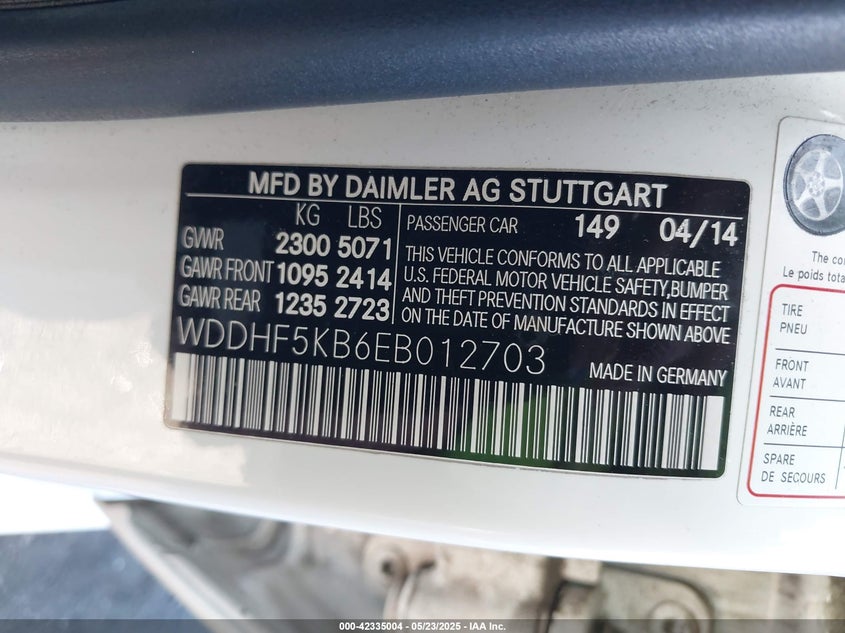 MFD BY DAIMLER AG STUTTGART
KG LBS
GVWR 2300 5071
GAWR FRONT 1095 2414
GAWR REAR 1235 2723
PASSENGER CAR 149 04/14
THIS VEHICLE CONFORMS TO ALL APPLICABLE
U.S. FEDERAL MOTOR VEHICLE SAFETY,BUMPER
AND THEFT PREVENTION STANDARDS IN EFFECT
ON THE DATE OF MANUFACTURE SHOWN ABOVE
WDDHF5KB6EB012703
MADE IN GERMANY
The
Le poids
TIRE
PNEU
FRONT
AVANT
REAR
ARRIÈRE
SPARE
DE SECOURS
000-42335004 - 05/23/2025 - IAA Inc.